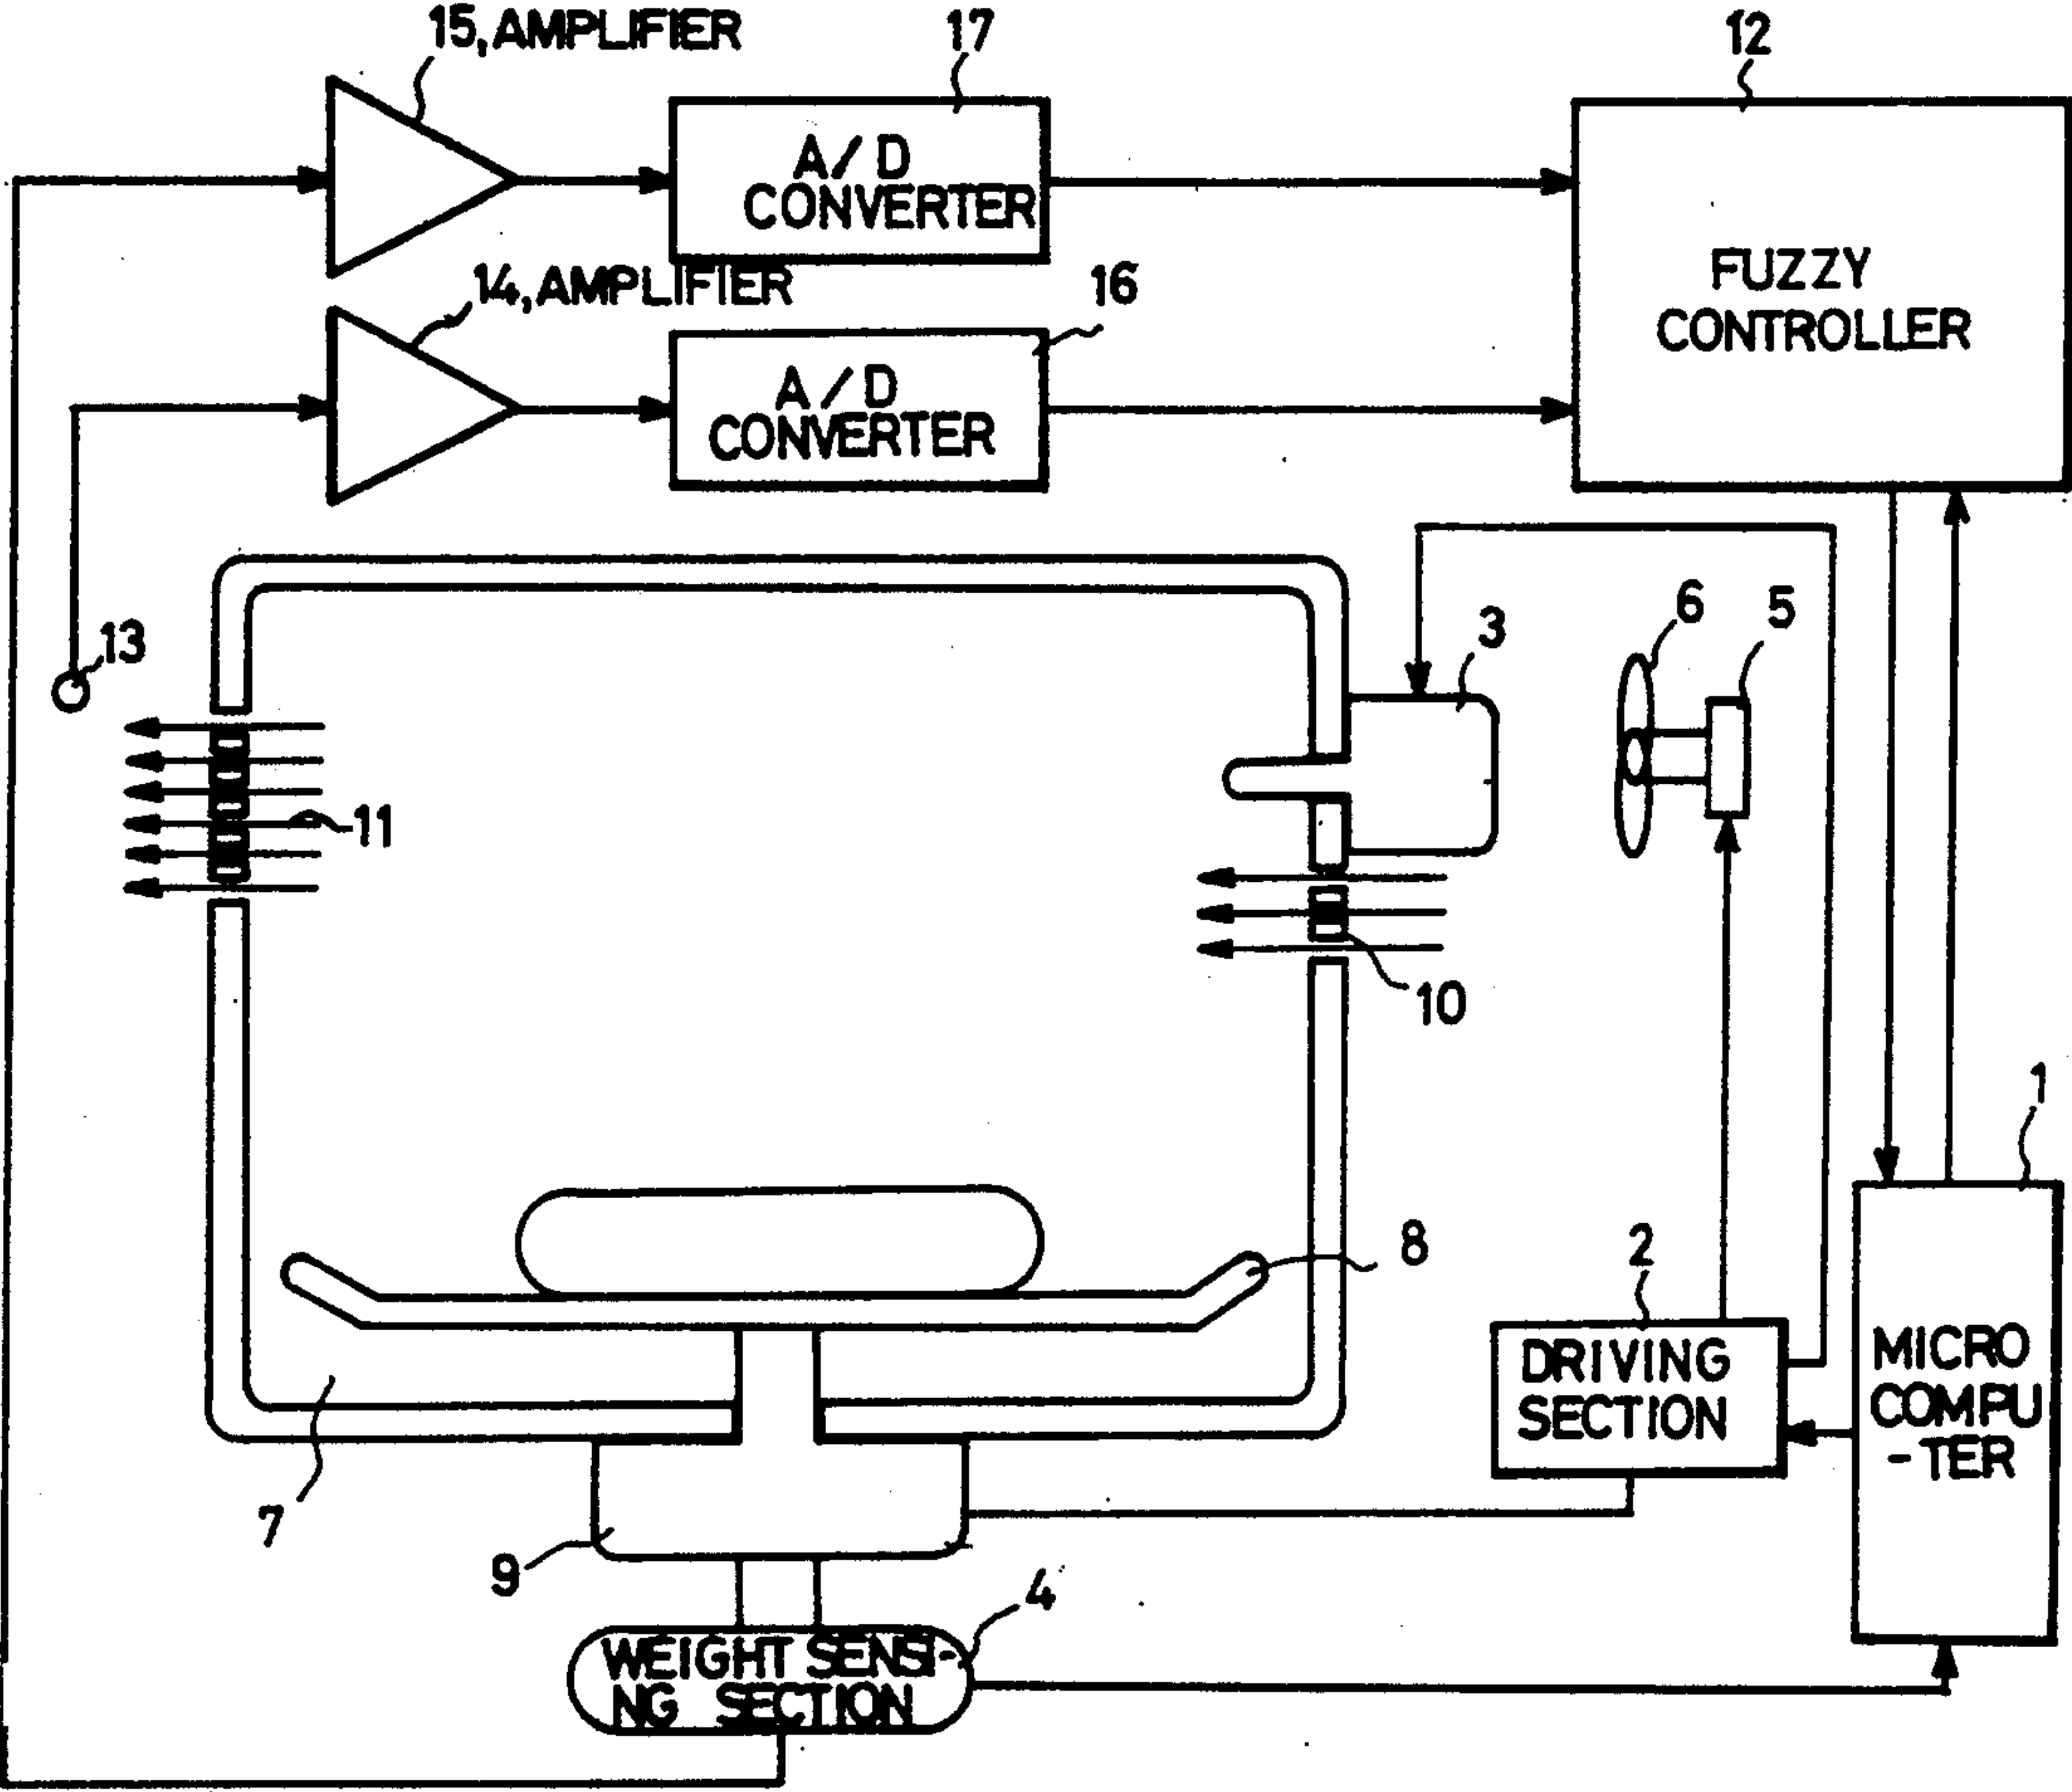 15, AMPLIFIER
17
12
A/D
CONVERTER
14, AMPLIFIER
16
FUZZY
CONTROLLER
A/D
CONVERTER
13
3
6
5
11
10
1
8
2
DRIVING
SECTION
MICRO
COMPU
-TER
7
9
4
WEIGHT SENSI-
NG SECTION